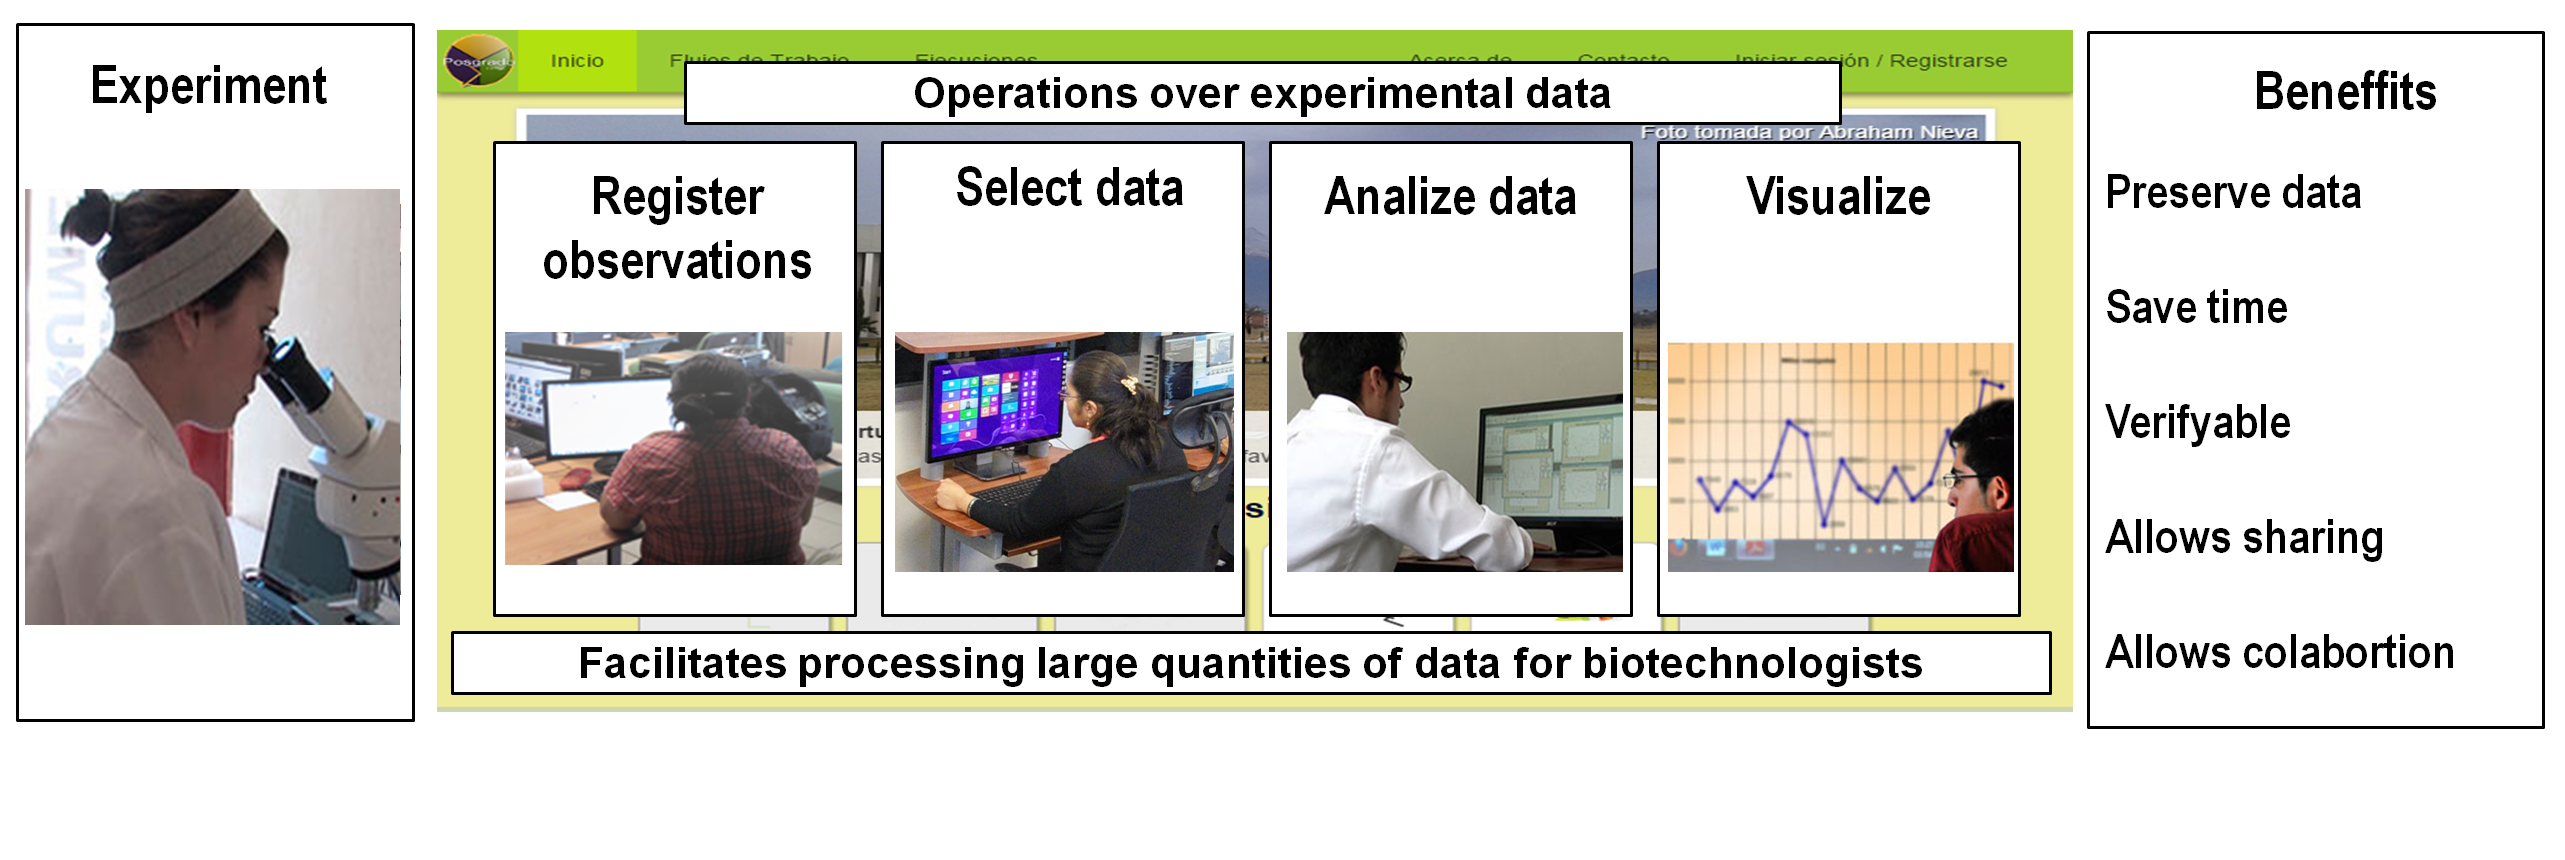 Experiment
Posgrado
Inicio
Flujos de Trabajo
Ejecuciones
Acerca de
Contacto
Iniciar sesión / Registrarse
Operations over experimental data
Foto tomada por Abraham Nieva
Register
observations
Select data
Analize data
Visualize
Facilitates processing large quantities of data for biotechnologists
Beneffits
Preserve data
Save time
Verifyable
Allows sharing
Allows colabortion